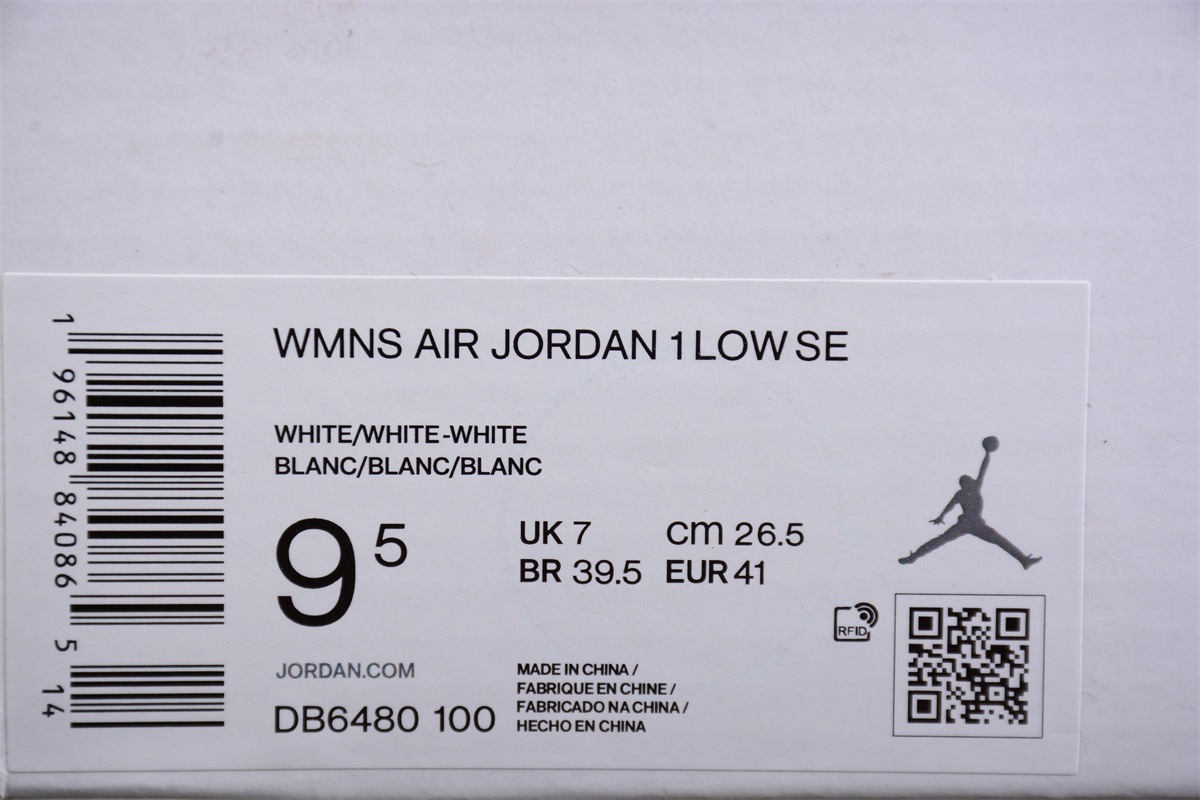 1 96148 84086 5 14
WMNS AIR JORDAN 1 LOW SE
WHITE/WHITE-WHITE
BLANC/BLANC/BLANC
9 5
UK 7 cm 26.5
BR 39.5 EUR 41
RFID
JORDAN.COM
DB6480 100
MADE IN CHINA /
FABRIQUE EN CHINE /
FABRICADO NA CHINA /
HECHO EN CHINA